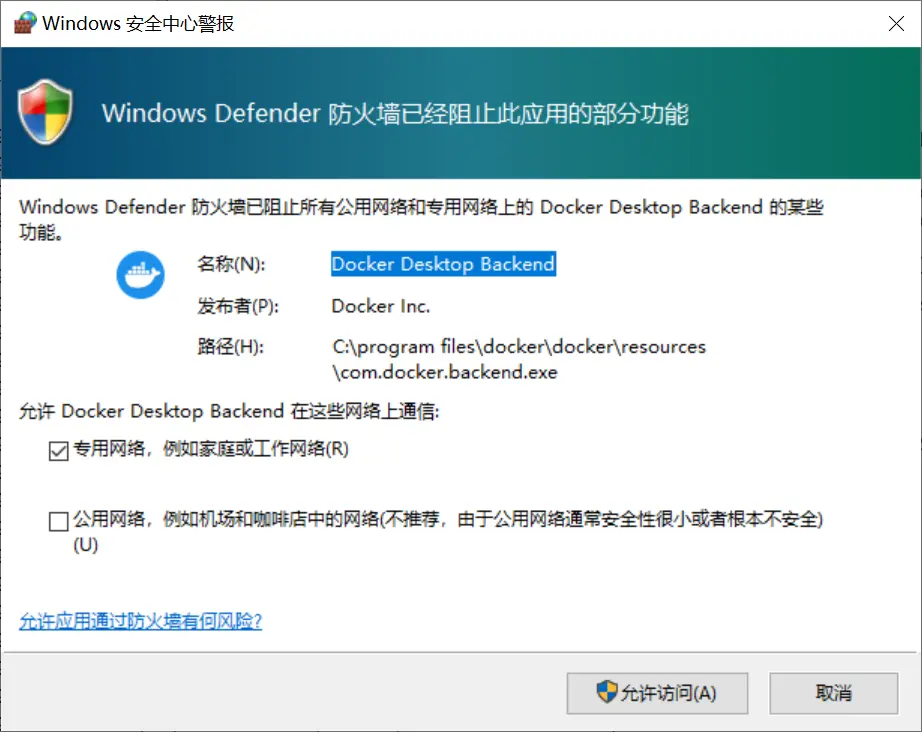 Windows 安全中心警报
Windows Defender 防火墙已经阻止此应用的部分功能
Windows Defender 防火墙已阻止所有公用网络和专用网络上的 Docker Desktop Backend 的某些
功能。
名称(N): Docker Desktop Backend
发布者(P): Docker Inc.
路径(H): C:\program files\docker\docker\resources
\com.docker.backend.exe
允许 Docker Desktop Backend 在这些网络上通信:
专用网络，例如家庭或工作网络(R)
公用网络，例如机场和咖啡店中的网络(不推荐，由于公用网络通常安全性很小或者根本不安全)
(U)
允许应用通过防火墙有何风险?
允许访问(A)
取消